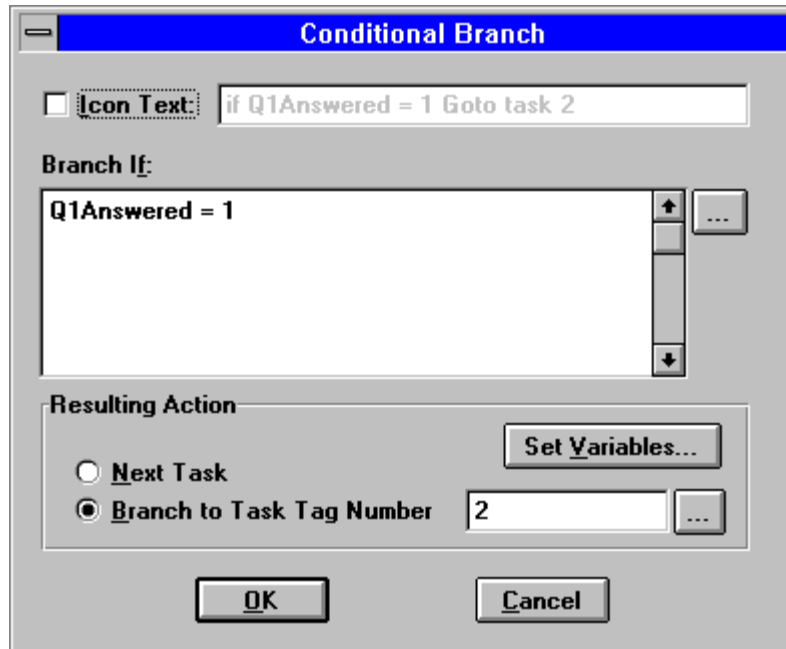 Conditional Branch
Icon Text: if Q1Answered = 1 Goto task 2
Branch If:
Q1Answered = 1
...
Resulting Action
Set Variables...
Next Task
Branch to Task Tag Number 2 ...
OK Cancel